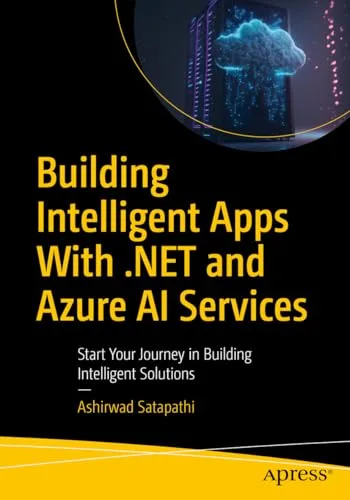 Building
Intelligent Apps
With .NET and
Azure AI Services
Start Your Journey in Building
Intelligent Solutions
—
Ashirwad Satapathi
Apress®